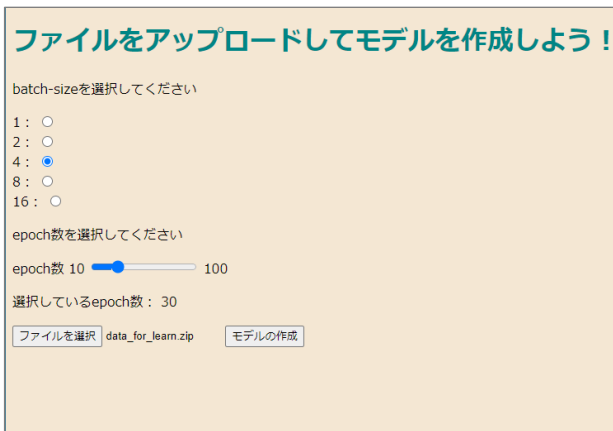 ファイルをアップロードしてモデルを作成しよう！
batch-sizeを選択してください
1：
2：
4：
8：
16：
epoch数を選択してください
epoch数 10 100
選択しているepoch数： 30
ファイルを選択 data_for_learn.zip モデルの作成